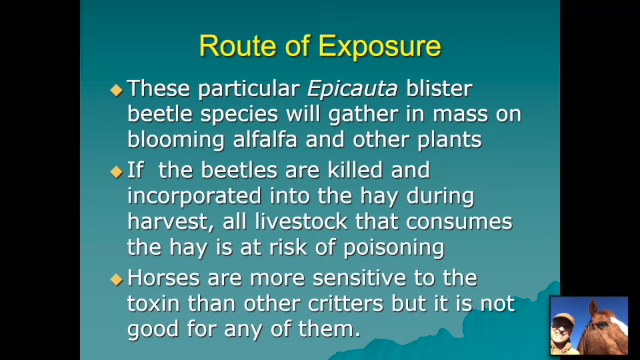 Route of Exposure
These particular Epicauta blister
beetle species will gather in mass on
blooming alfalfa and other plants
If  the beetles are killed and
incorporated into the hay during
harvest, all livestock that consumes
the hay is at risk of poisoning
Horses are more sensitive to the
toxin than other critters but it is not
good for any of them.